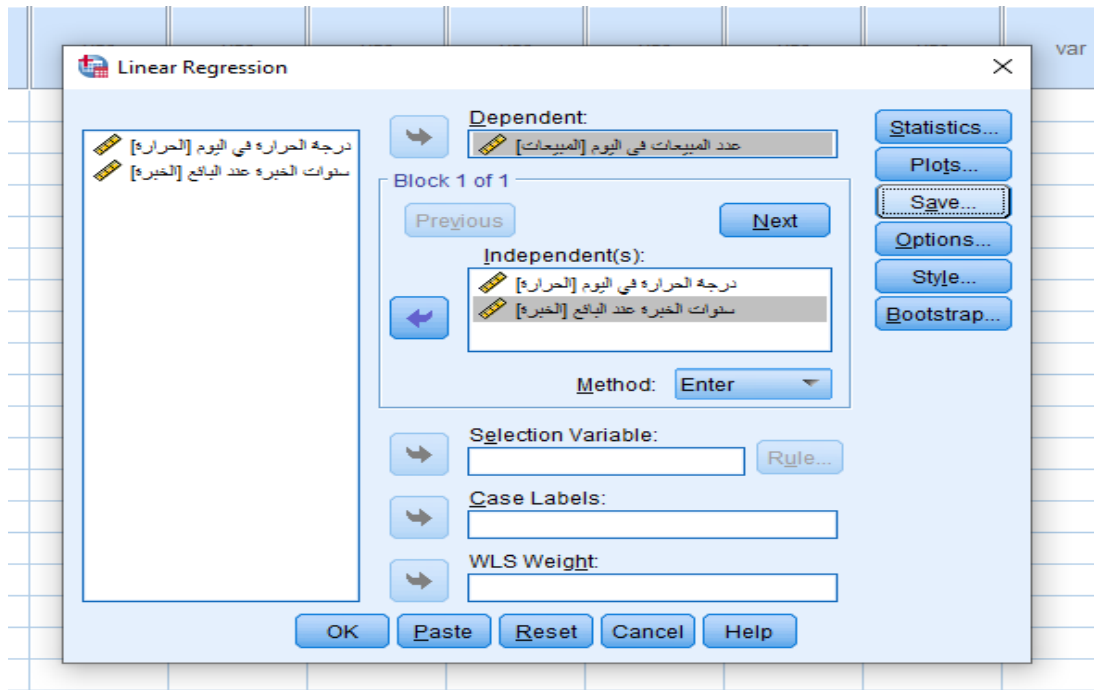 var
Linear Regression
درجة الحرارة في اليوم [الحرارة]
سنوات الخبرة عند البائع [الخبرة]
Dependent:
عدد المبيعات في اليوم [المبيعات]
Block 1 of 1
Previous
Next
Independent(s):
درجة الحرارة في اليوم [الحرارة]
سنوات الخبرة عند البائع [الخبرة]
Method: Enter
Selection Variable:
Rule...
Case Labels:
WLS Weight:
Statistics...
Plots...
Save...
Options...
Style...
Bootstrap...
OK Paste Reset Cancel Help